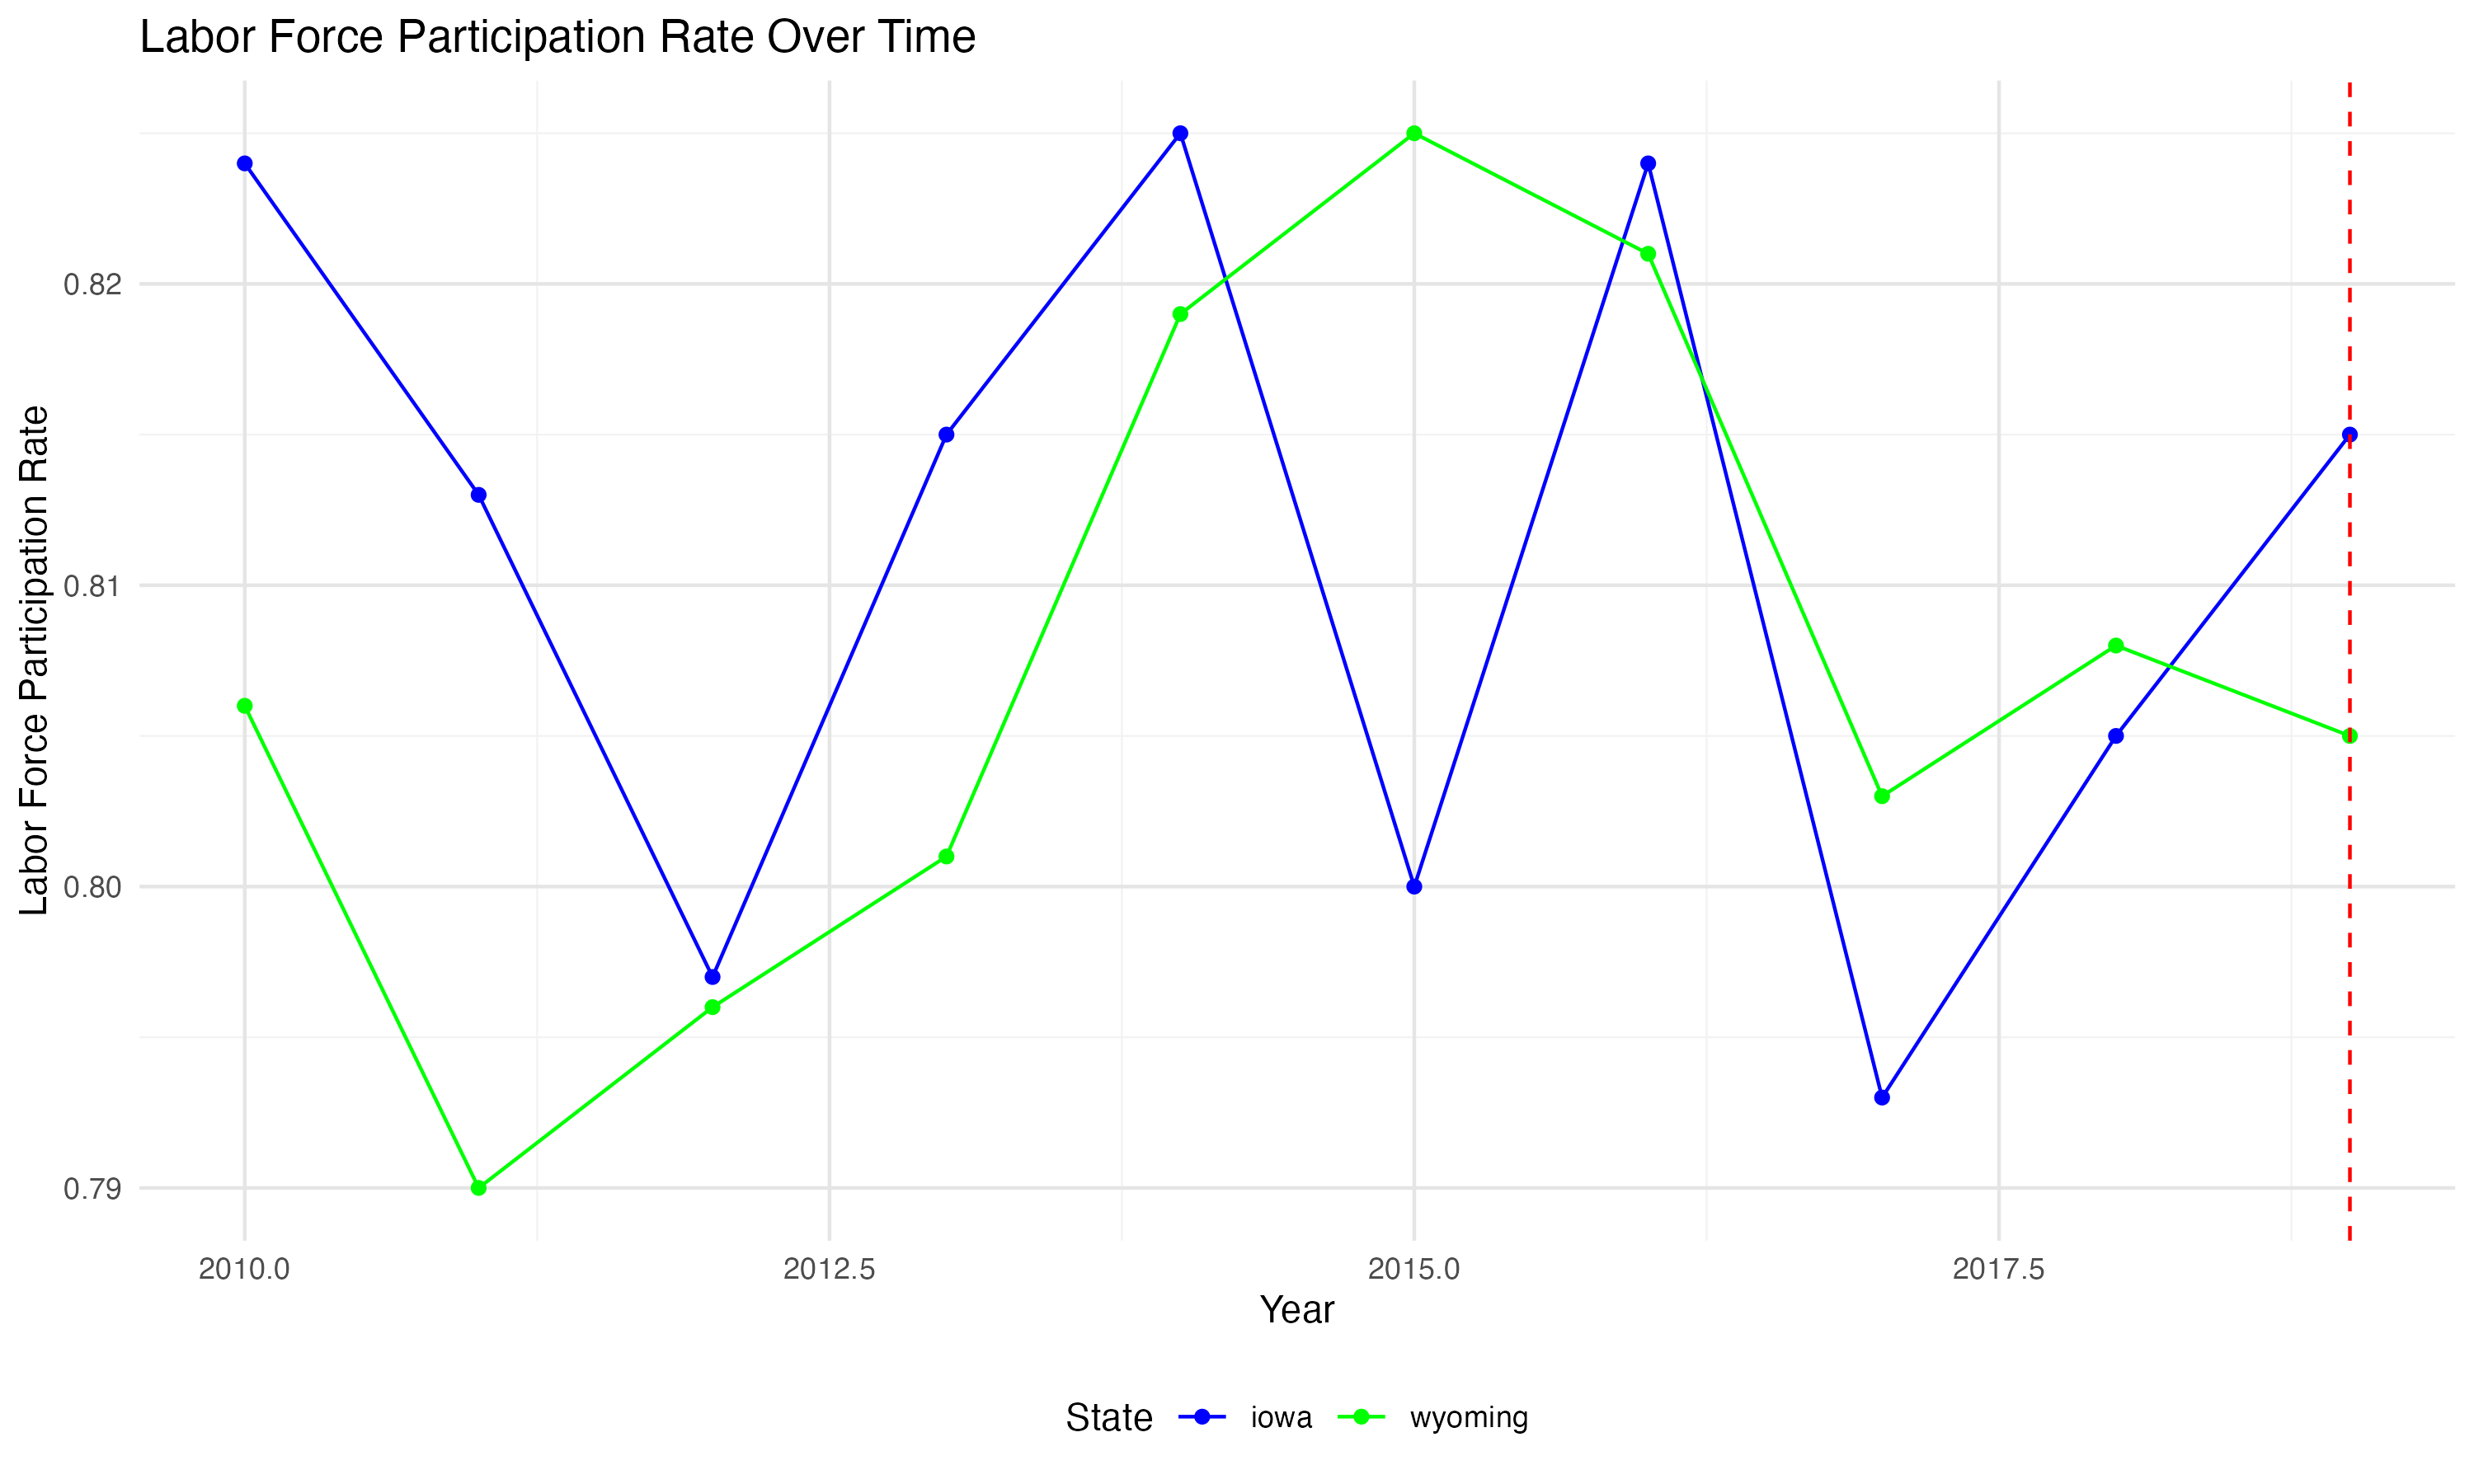 Labor Force Participation Rate Over Time
Labor Force Participation Rate
0.82
0.81
0.80
0.79
2010.0 2012.5 2015.0 2017.5
Year
State iowa wyoming